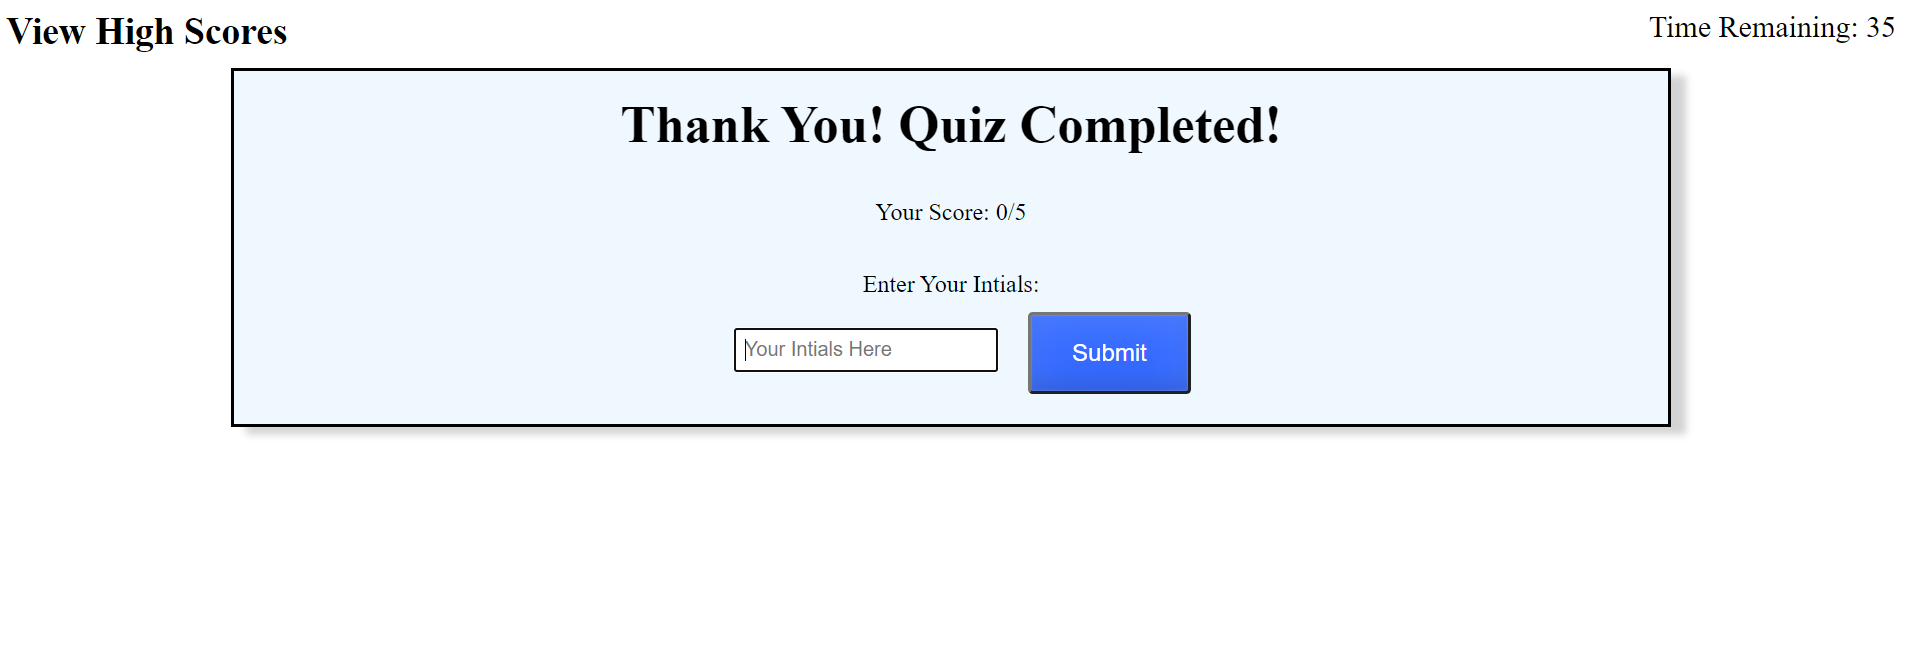 View High Scores
Time Remaining: 35
Thank You! Quiz Completed!
Your Score: 0/5
Enter Your Intials:
Your Intials Here
Submit